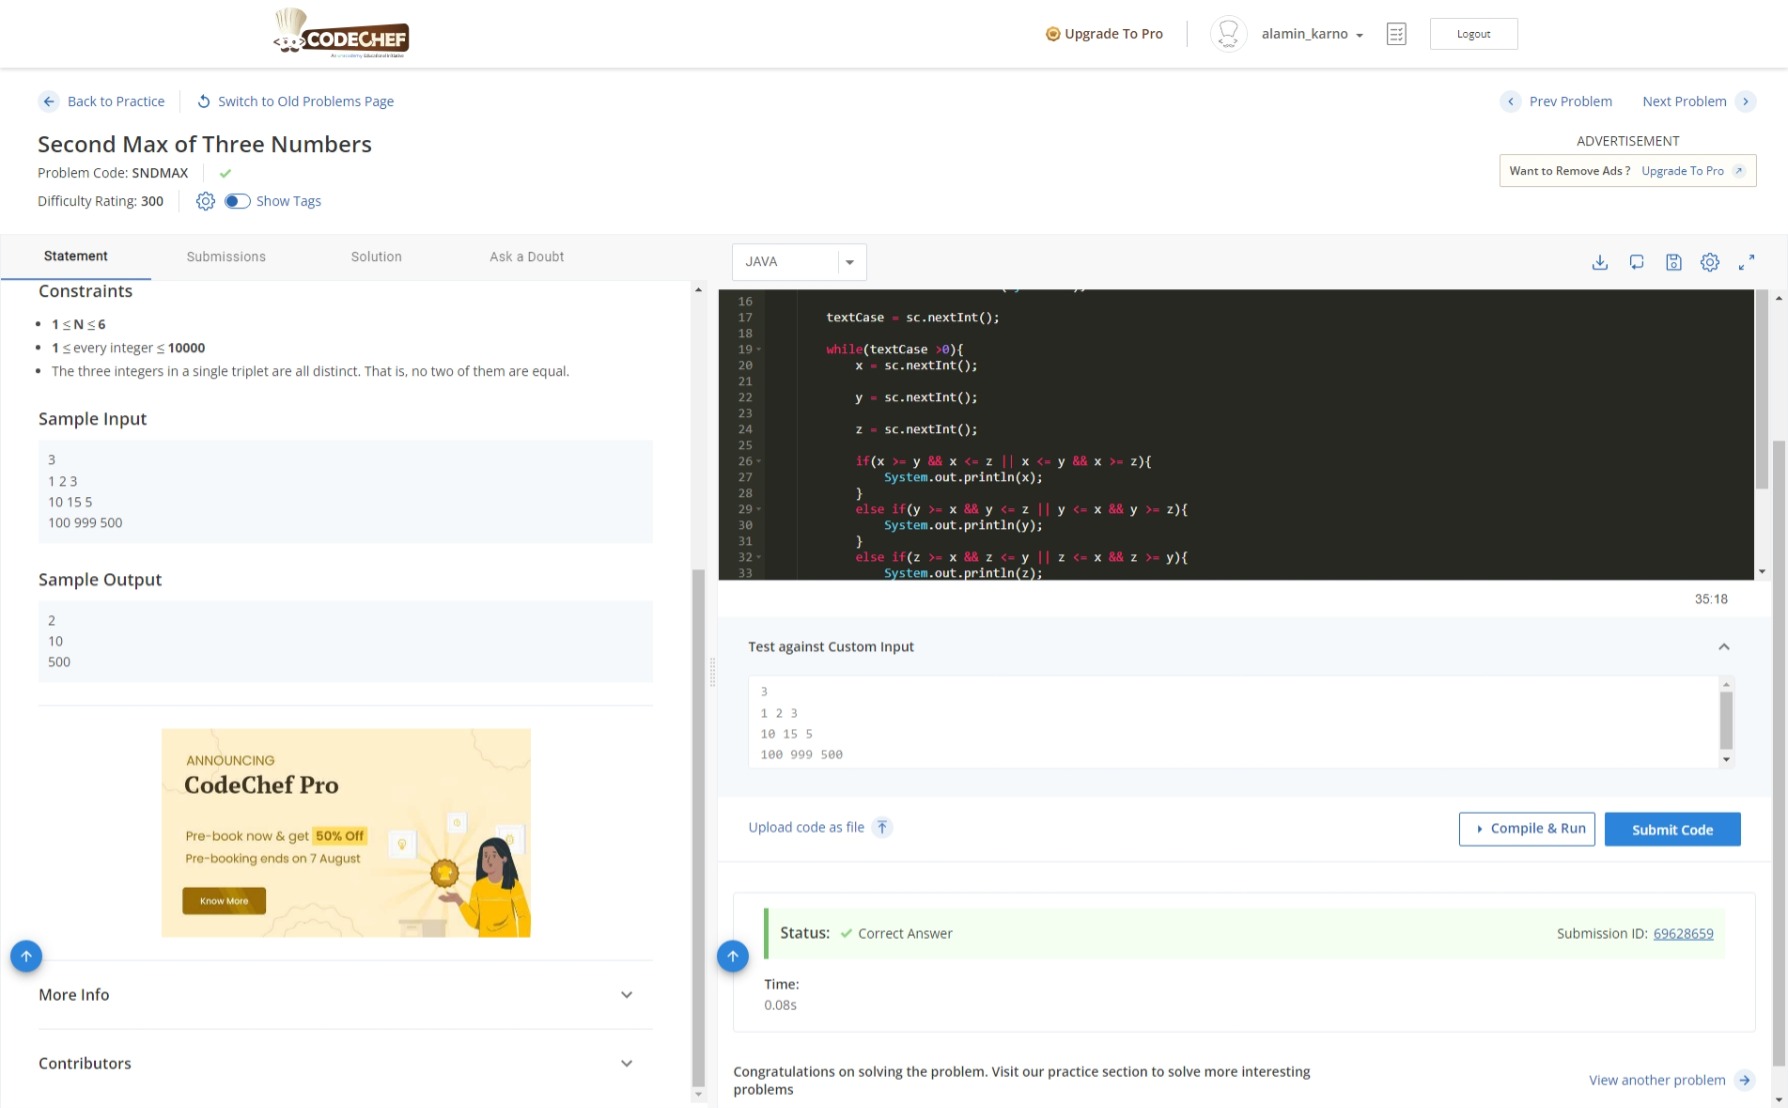 CODECHEF
Upgrade To Pro
alamin_karno
Logout
Back to Practice
Switch to Old Problems Page
Prev Problem
Next Problem
Second Max of Three Numbers
Problem Code: SNDMAX
Difficulty Rating: 300
Show Tags
ADVERTISEMENT
Want to Remove Ads ? Upgrade To Pro
Statement
Submissions
Solution
Ask a Doubt
Constraints
• 1 ≤ N ≤ 6
• 1 ≤ every integer ≤ 10000
• The three integers in a single triplet are all distinct. That is, no two of them are equal.
Sample Input
3
1 2 3
10 15 5
100 999 500
Sample Output
2
10
500
ANNOUNCING
CodeChef Pro
Pre-book now & get 50% Off
Pre-booking ends on 7 August
Know More
More Info
Contributors
JAVA
16
17 textCase = sc.nextInt();
18
19 while(textCase >0){
20 x = sc.nextInt();
21
22 y = sc.nextInt();
23
24 z = sc.nextInt();
25
26 if(x >= y && x <= z || x <= y && x >= z){
27 System.out.println(x);
28 }
29 else if(y >= x && y <= z || y <= x && y >= z){
30 System.out.println(y);
31 }
32 else if(z >= x && z <= y || z <= x && z >= y){
33 System.out.println(z);
35:18
Test against Custom Input
3
1 2 3
10 15 5
100 999 500
Upload code as file
Compile & Run
Submit Code
Status: Correct Answer
Submission ID: 69628659
Time:
0.08s
Congratulations on solving the problem. Visit our practice section to solve more interesting
problems
View another problem